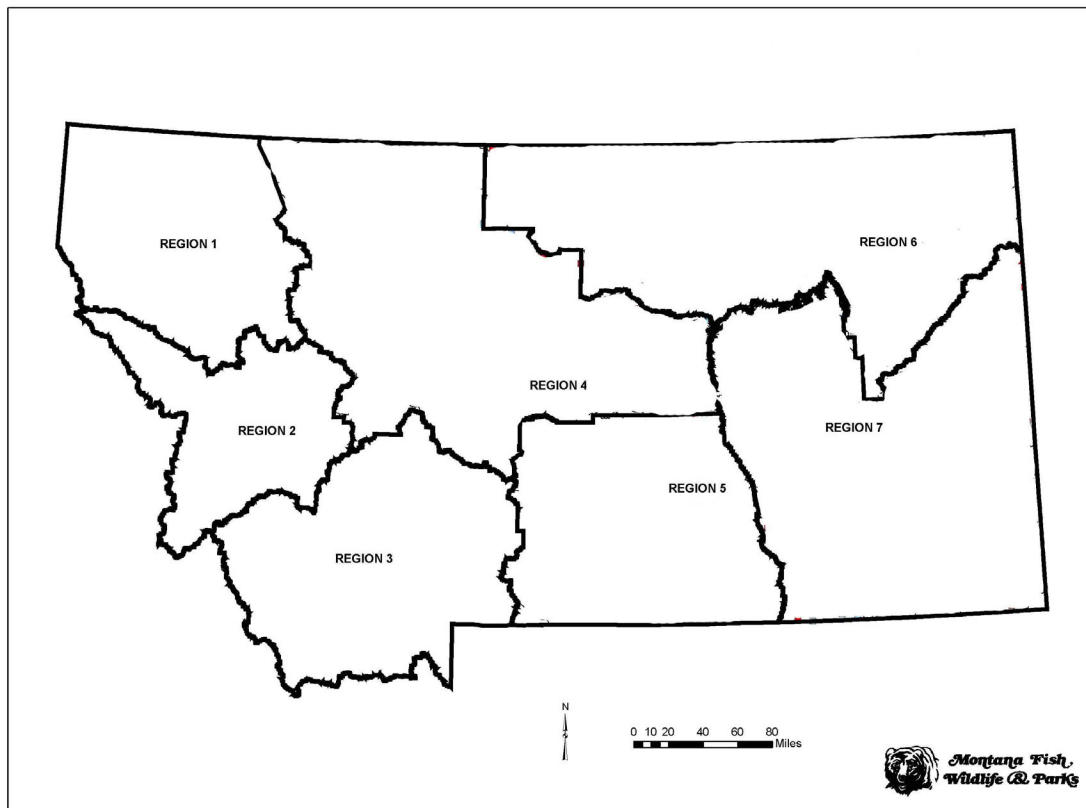 REGION 1
REGION 6
REGION 4
REGION 2
REGION 7
REGION 5
REGION 3
N
0 10 20 40 60 80
Miles
Montana Fish,
Wildlife & Parks